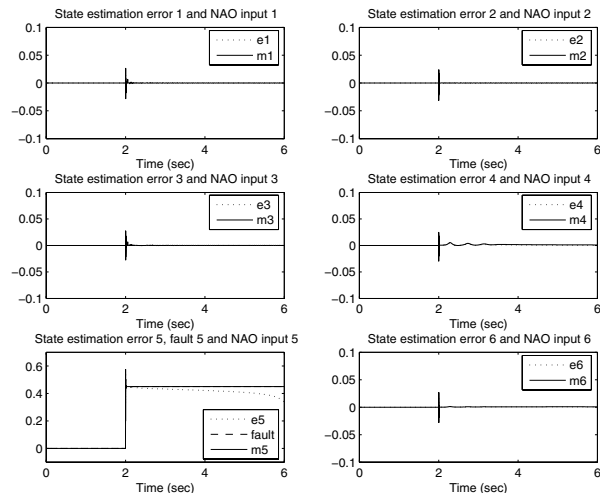 State estimation error 1 and NAO input 1
0.1
0.05
0
−0.05
−0.1
e1
m1
0
2
4
6
Time (sec)
State estimation error 2 and NAO input 2
0.1
0.05
0
−0.05
−0.1
e2
m2
0
2
4
6
Time (sec)
State estimation error 3 and NAO input 3
0.1
0.05
0
−0.05
−0.1
e3
m3
0
2
4
6
Time (sec)
State estimation error 4 and NAO input 4
0.1
0.05
0
−0.05
−0.1
e4
m4
0
2
4
6
Time (sec)
State estimation error 5, fault 5 and NAO input 5
0.6
0.4
0.2
0
e5
fault
m5
0
2
4
6
Time (sec)
State estimation error 6 and NAO input 6
0.1
0.05
0
−0.05
−0.1
e6
m6
0
2
4
6
Time (sec)